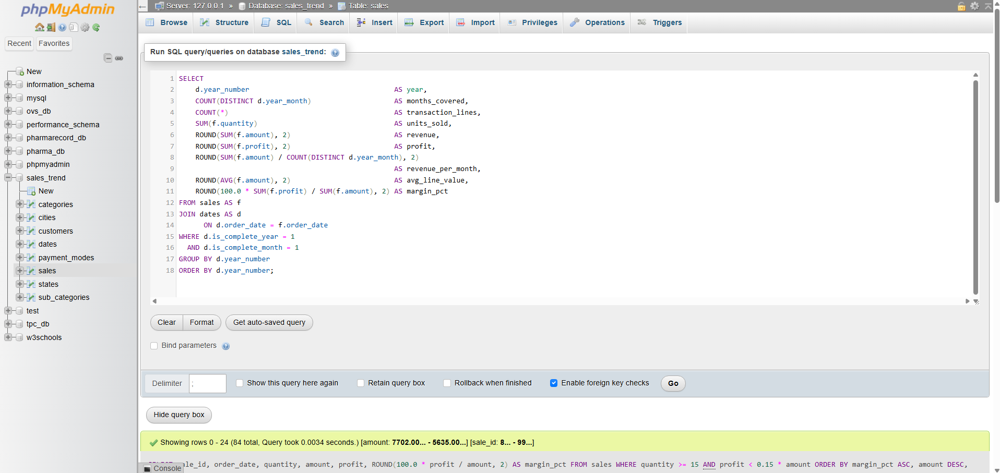 phpMyAdmin
Recent Favorites
New
information_schema
mysql
ovs_db
performance_schema
pharmarecord_db
pharma_db
phpmyadmin
sales_trend
New
categories
cities
customers
dates
payment_modes
sales
states
sub_categories
test
tpc_db
w3schools
Server: 127.0.0.1 » Database: sales_trend » Table: sales
Browse Structure SQL Search Insert Export Import Privileges Operations Triggers
Run SQL query/queries on database sales_trend:
1 SELECT
2     d.year_number                                   AS year,
3     COUNT(DISTINCT d.year_month)                    AS months_covered,
4     COUNT(*)                                        AS transaction_lines,
5     SUM(f.quantity)                                 AS units_sold,
6     ROUND(SUM(f.amount), 2)                         AS revenue,
7     ROUND(SUM(f.profit), 2)                         AS profit,
8     ROUND(SUM(f.amount) / COUNT(DISTINCT d.year_month), 2)
9                                                     AS revenue_per_month,
10     ROUND(AVG(f.amount), 2)                         AS avg_line_value,
11     ROUND(100.0 * SUM(f.profit) / SUM(f.amount), 2) AS margin_pct
12 FROM sales AS f
13 JOIN dates AS d
14       ON d.order_date = f.order_date
15 WHERE d.is_complete_year = 1
16   AND d.is_complete_month = 1
17 GROUP BY d.year_number
18 ORDER BY d.year_number;
Clear Format Get auto-saved query
Bind parameters
Delimiter ; Show this query here again Retain query box Rollback when finished Enable foreign key checks Go
Hide query box
Showing rows 0 - 24 (84 total, Query took 0.0034 seconds.) [amount: 7702.00... - 5635.00...] [sale_id: 8... - 99...]
ale_id, order_date, quantity, amount, profit, ROUND(100.0 * profit / amount, 2) AS margin_pct FROM sales WHERE quantity >= 15 AND profit < 0.15 * amount ORDER BY margin_pct ASC, amount DESC,
Console